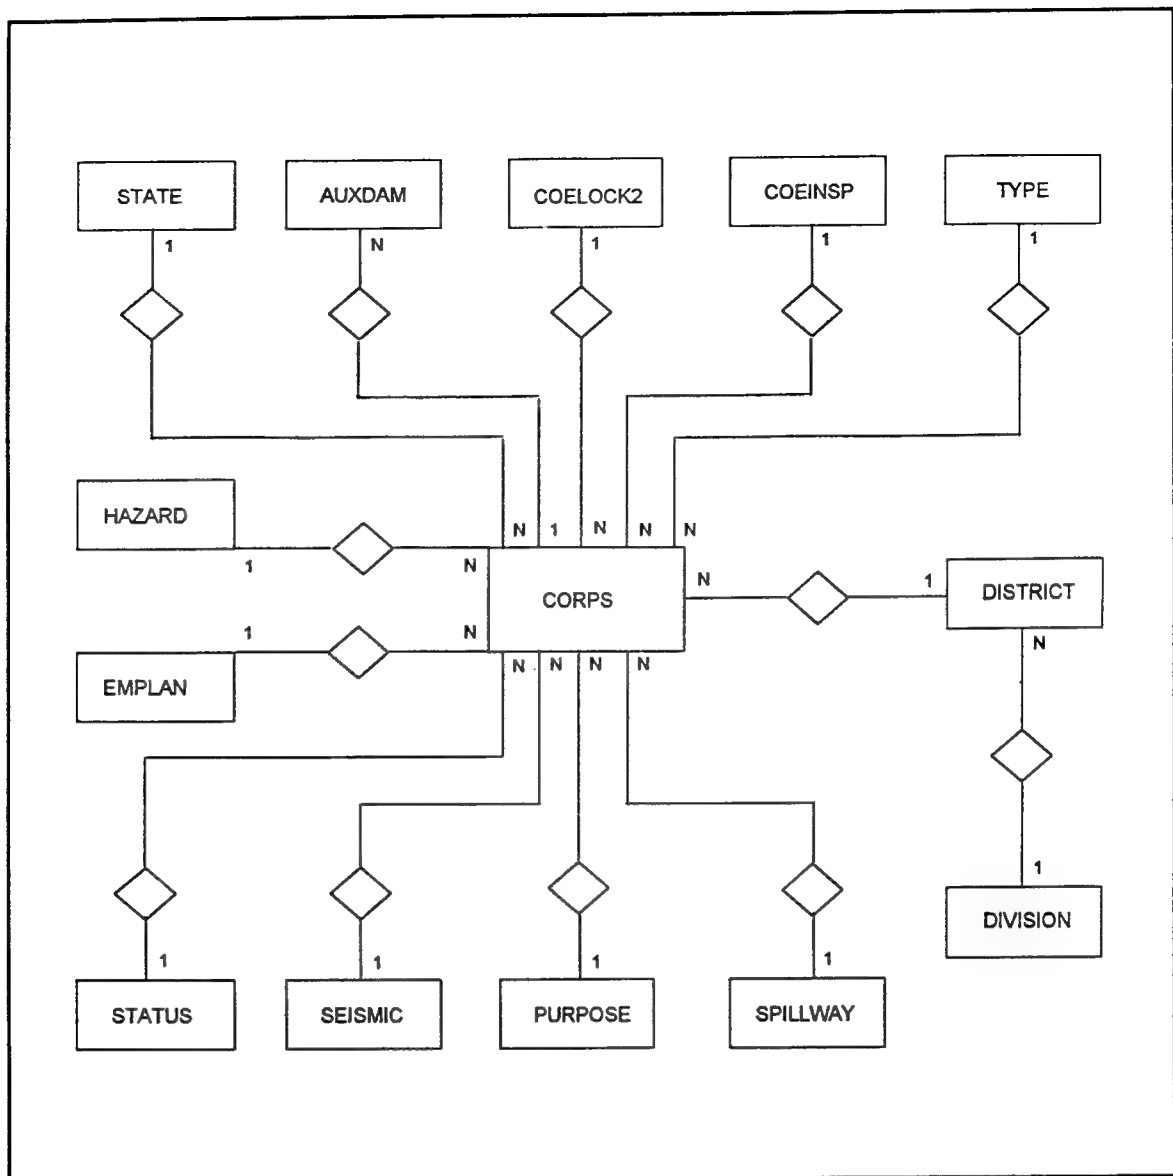 STATE
AUXDAM
COELOCK2
COEINSP
TYPE
1
N
1
1
1
HAZARD
N
1
N
N
N
1
N
CORPS
N
1
DISTRICT
1
N
N
EMPLAN
N
N
N
N
1
DIVISION
1
1
1
1
STATUS
SEISMIC
PURPOSE
SPILLWAY